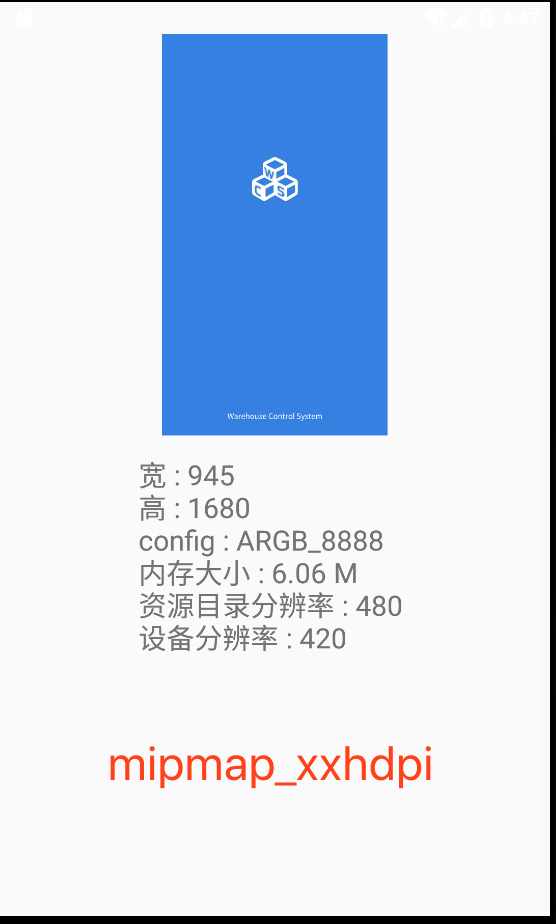 4:47
W
C S
Warehouse Control System
宽 : 945
高 : 1680
config : ARGB_8888
内存大小 : 6.06 M
资源目录分辨率 : 480
设备分辨率 : 420
mipmap_xxhdpi